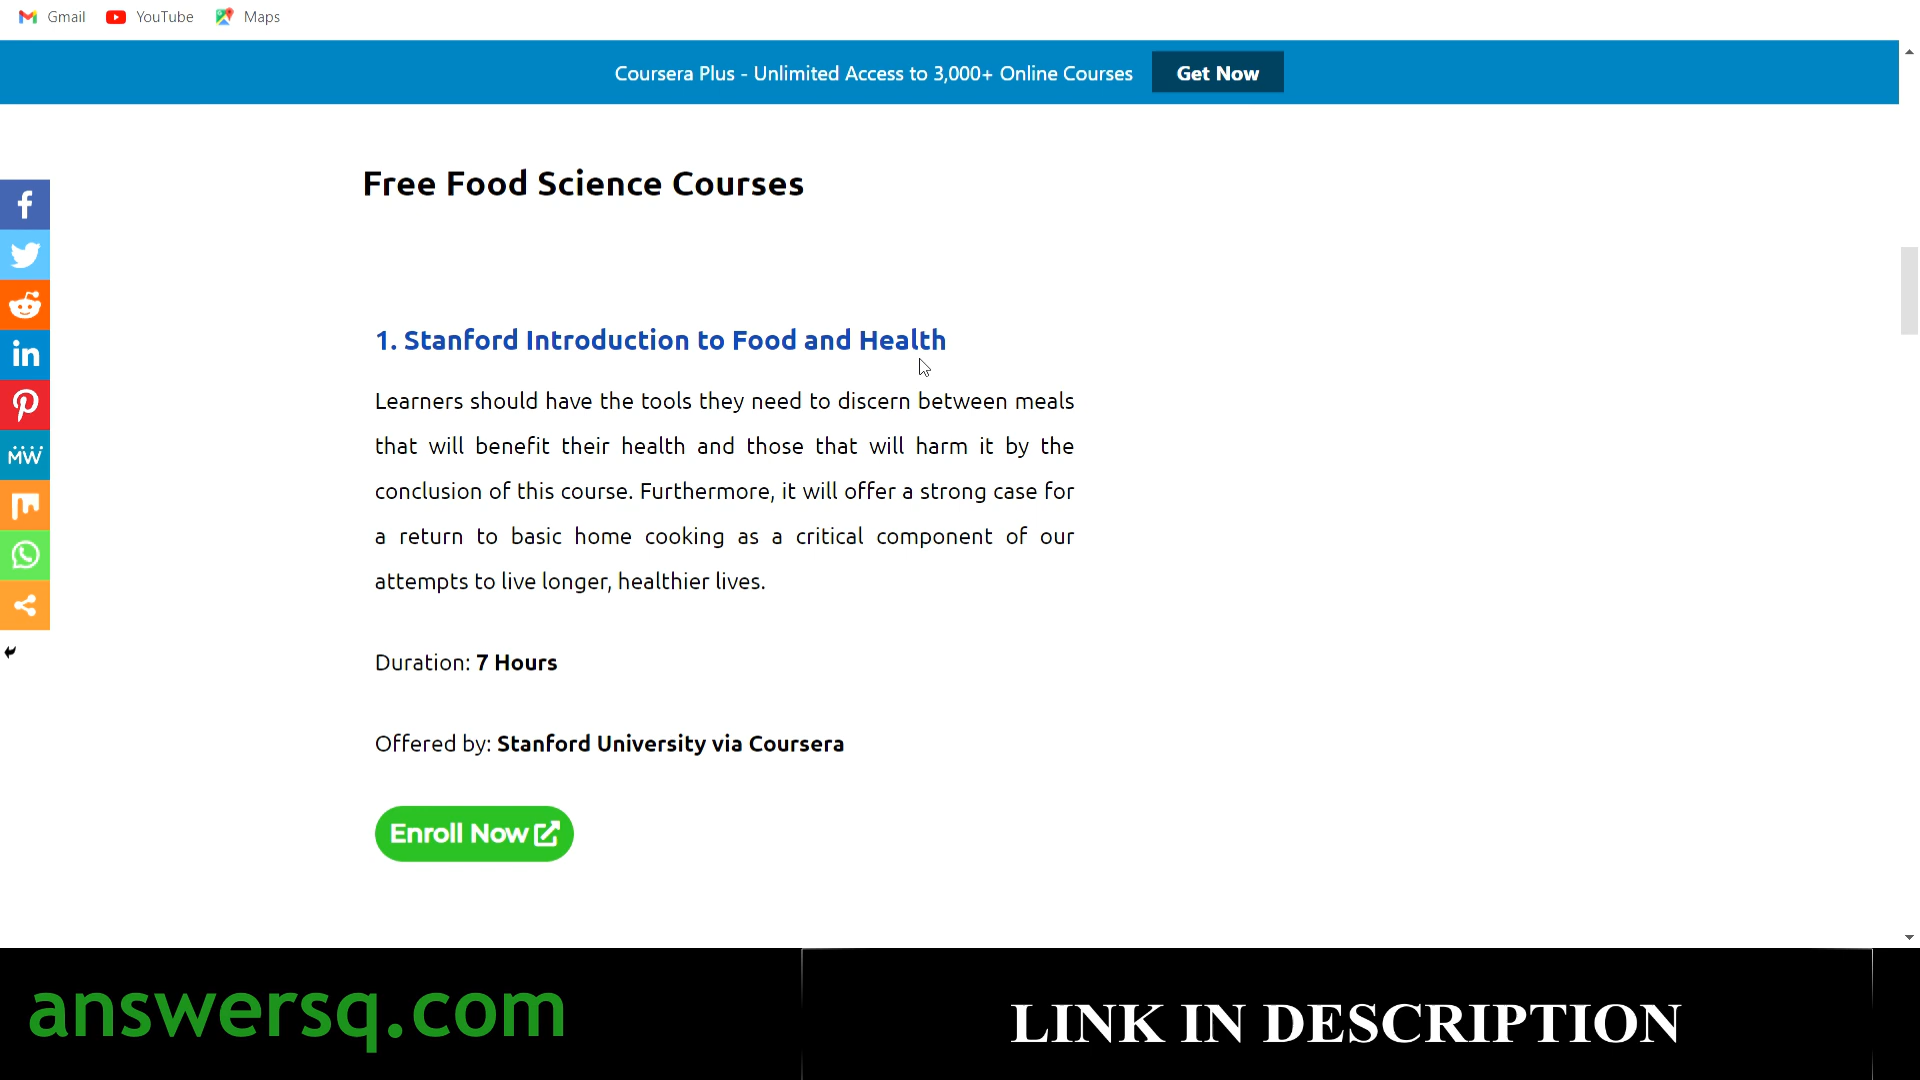 Gmail YouTube Maps
Coursera Plus - Unlimited Access to 3,000+ Online Courses Get Now
Free Food Science Courses
1. Stanford Introduction to Food and Health
Learners should have the tools they need to discern between meals
that will benefit their health and those that will harm it by the
conclusion of this course. Furthermore, it will offer a strong case for
a return to basic home cooking as a critical component of our
attempts to live longer, healthier lives.
Duration: 7 Hours
Offered by: Stanford University via Coursera
Enroll Now
answersq.com
LINK IN DESCRIPTION